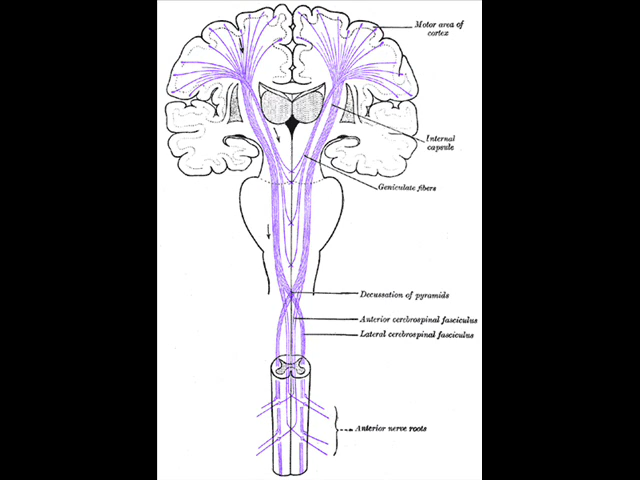 Motor area of
cortex
Internal
capsule
Geniculate fibers
Decussation of pyramids
Anterior cerebrospinal fasciculus
Lateral cerebrospinal fasciculus
Anterior nerve roots